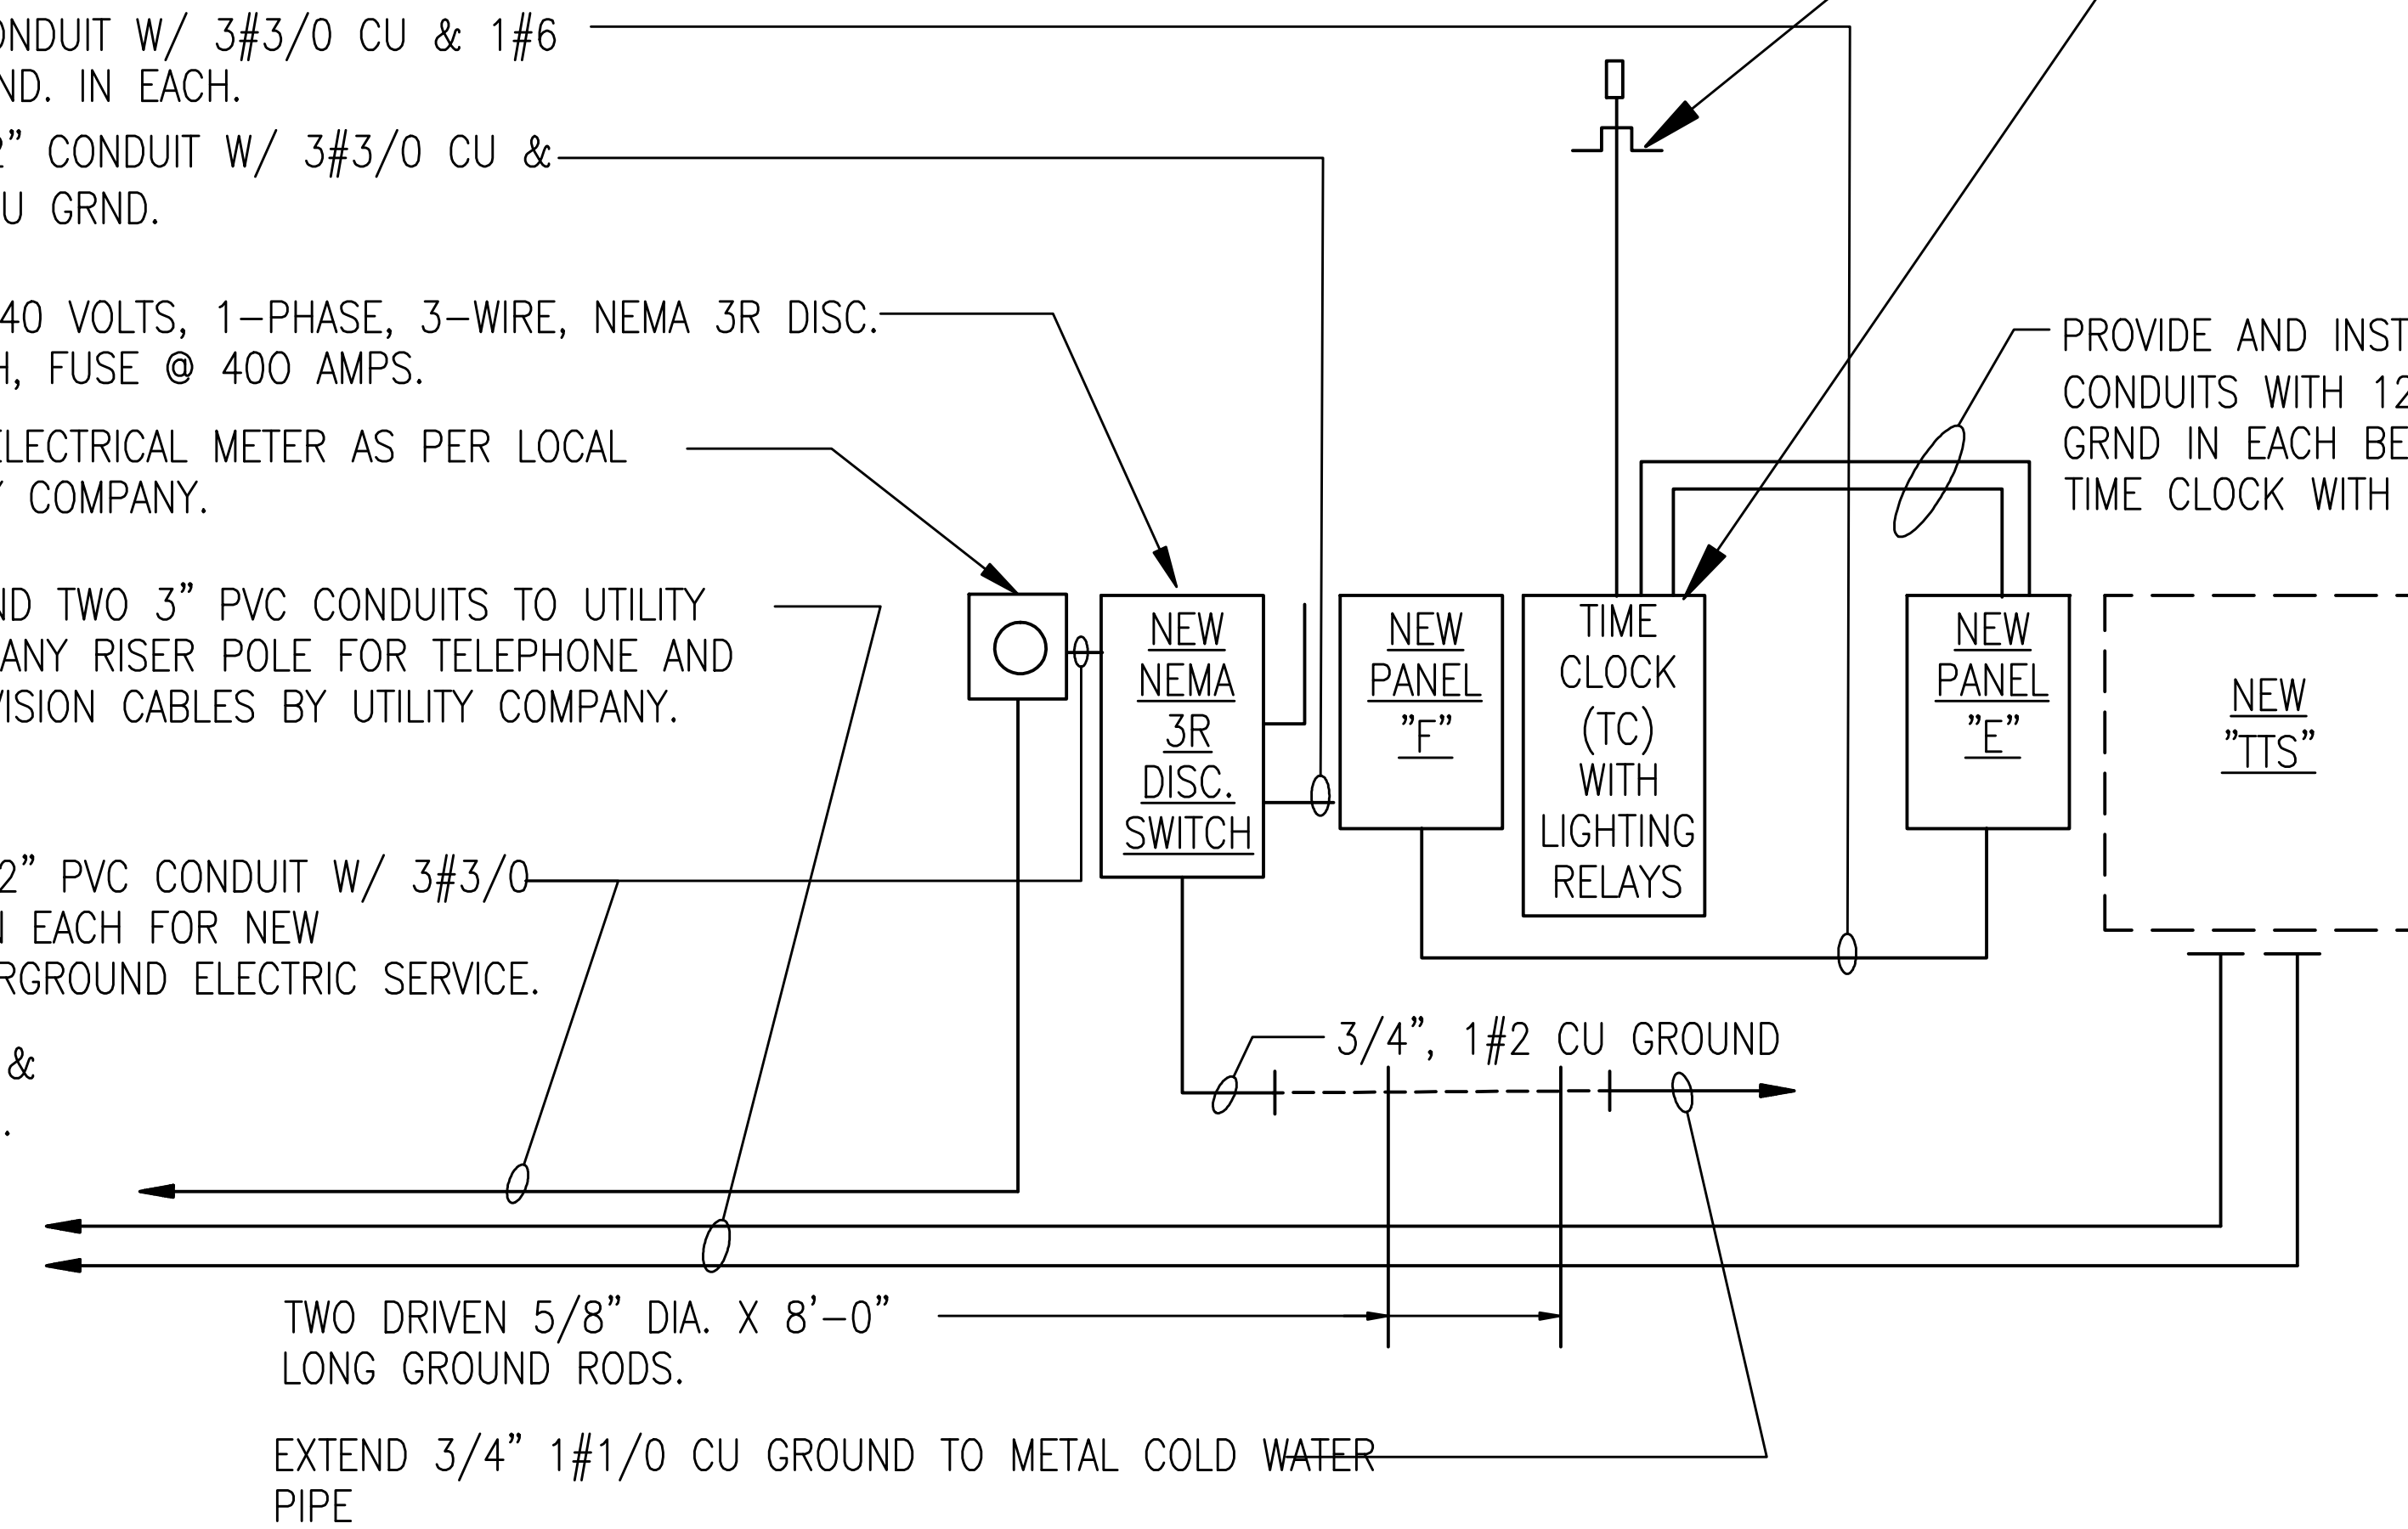 ONDUIT W/ 3#3/0 CU & 1#6
ND. IN EACH.
2" CONDUIT W/ 3#3/0 CU &
U GRND.
40 VOLTS, 1-PHASE, 3-WIRE, NEMA 3R DISC.
H, FUSE @ 400 AMPS.
ELECTRICAL METER AS PER LOCAL
Y COMPANY.
ND TWO 3" PVC CONDUITS TO UTILITY
ANY RISER POLE FOR TELEPHONE AND
VISION CABLES BY UTILITY COMPANY.
2" PVC CONDUIT W/ 3#3/0
N EACH FOR NEW
RGROUND ELECTRIC SERVICE.
&
.
PROVIDE AND INST
CONDUITS WITH 12
GRND IN EACH BE
TIME CLOCK WITH
NEW
NEMA
3R
DISC.
SWITCH
NEW
PANEL
"F"
TIME
CLOCK
(TC)
WITH
LIGHTING
RELAYS
NEW
PANEL
"E"
NEW
"TTS"
3/4", 1#2 CU GROUND
TWO DRIVEN 5/8" DIA. X 8'-0"
LONG GROUND RODS.
EXTEND 3/4" 1#1/0 CU GROUND TO METAL COLD WATER
PIPE